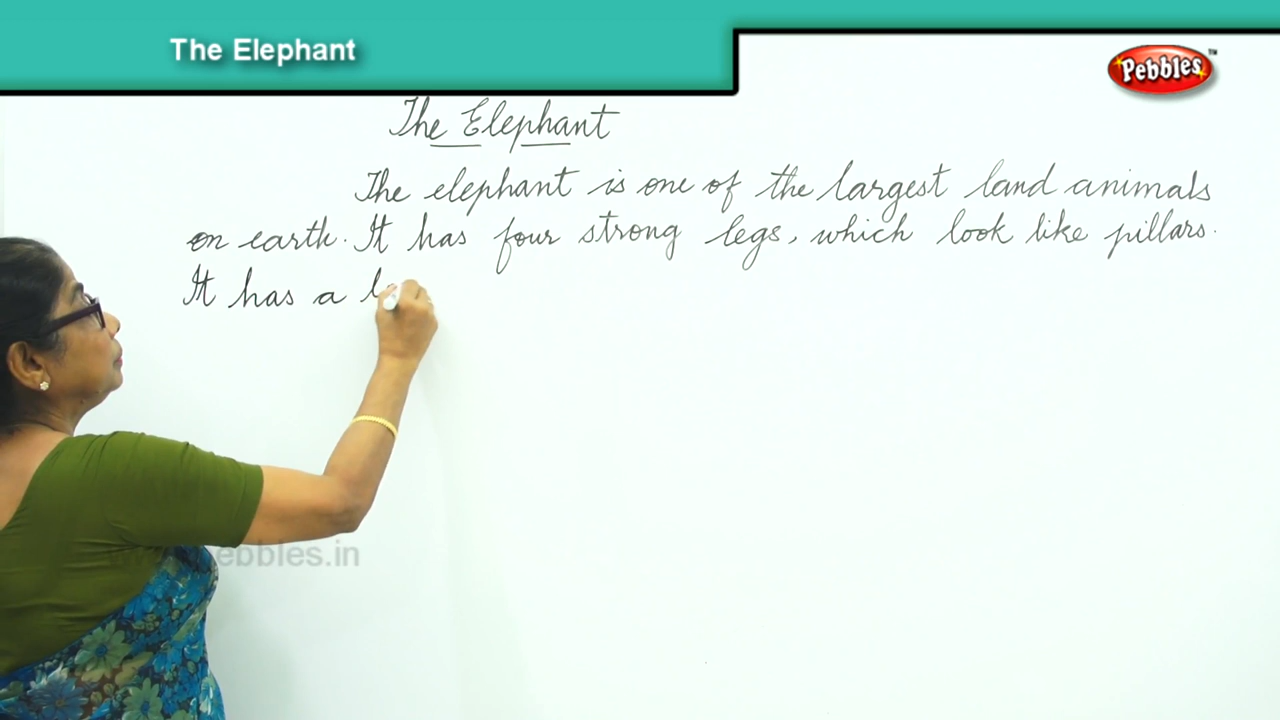 The Elephant
Pebbles
The Elephant
The elephant is one of the largest land animals
on earth. It has four strong legs, which look like pillars.
It has a